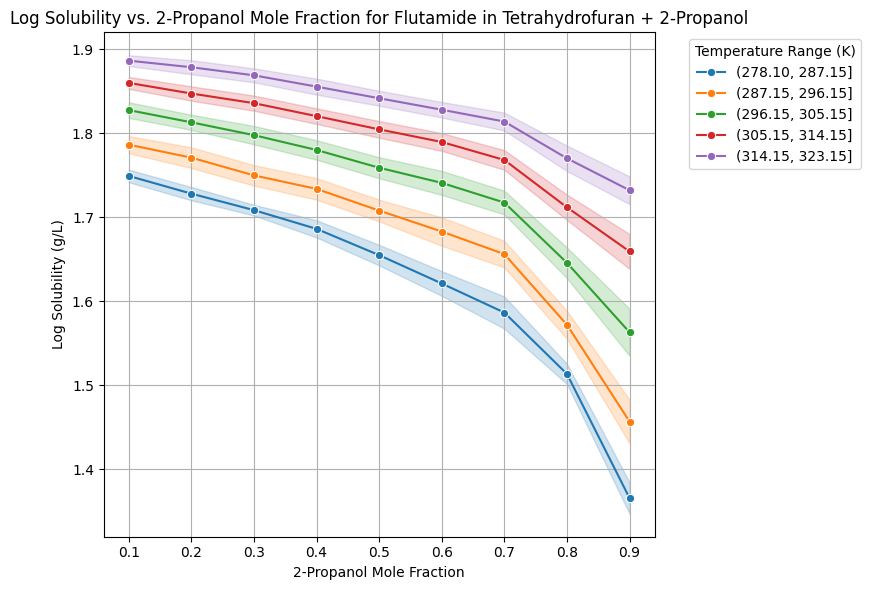 Log Solubility vs. 2-Propanol Mole Fraction for Flutamide in Tetrahydrofuran + 2-Propanol
Temperature Range (K)
(278.10, 287.15]
(287.15, 296.15]
(296.15, 305.15]
(305.15, 314.15]
(314.15, 323.15]
Log Solubility (g/L)
1.9
1.8
1.7
1.6
1.5
1.4
0.1 0.2 0.3 0.4 0.5 0.6 0.7 0.8 0.9
2-Propanol Mole Fraction